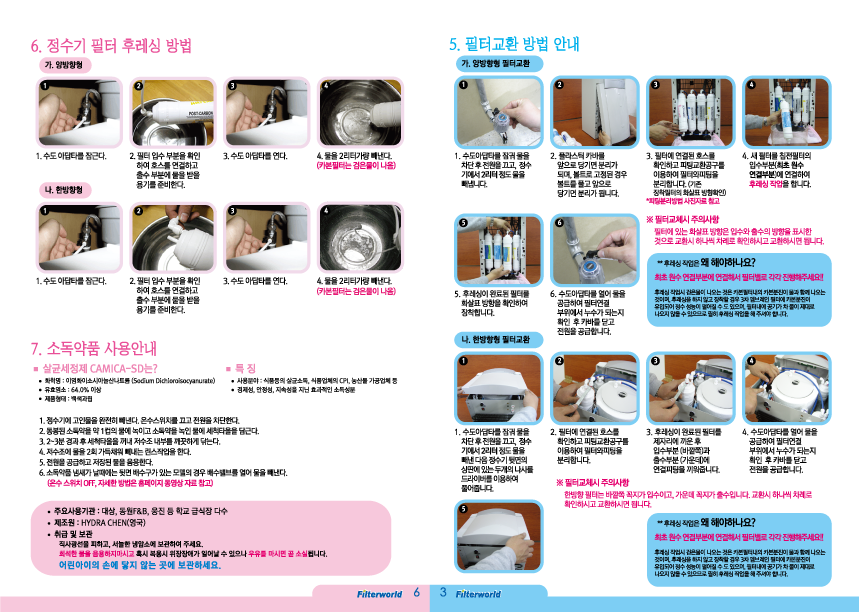 6. 정수기 필터 후레싱 방법
가. 양방향형
1
2
3
4
1. 수도 아답타를 잠근다.
2. 필터 입수 부분을 확인
하여 호스를 연결하고
출수 부분에 물을 받을
용기를 준비한다.
3. 수도 아답타를 연다.
4. 물을 2리터가량 빼낸다.
(카본필터는 검은물이 나옴)
나. 한방향형
1
2
3
4
1. 수도 아답타를 잠근다.
2. 필터 입수 부분을 확인
하여 호스를 연결하고
출수 부분에 물을 받을
용기를 준비한다.
3. 수도 아답타를 연다.
4. 물을 2리터가량 빼낸다.
(카본필터는 검은물이 나옴)
7. 소독약품 사용안내
■ 살균세정제 CAMICA-SD는?
● 화학명 : 이염화이소시아뉼산나트륨 (Sodium Dichloroisocyanurate)
● 유효염소 : 64.0% 이상
● 제품형태 : 백색과립
■ 특 징
● 사용분야 : 식품등의 살균소독, 식품업체의 CPI, 농산물 가공업체 등
● 경제성, 안정성, 지속성을 지닌 효과적인 소독성분
1. 정수기에 고인물을 완전히 빼낸다. 온수스위치를 끄고 전원을 차단한다.
2. 동봉된 소독약을 약 1컵의 물에 녹이고 소독약을 녹인 물에 세척타올을 담근다.
3. 2~3분 경과 후 세척타올을 꺼내 저수조 내부를 깨끗하게 닦는다.
4. 저수조에 물을 가득채워 빼내는 린스작업을 2회 한다.
5. 전원을 공급하고 저장된 물을 음용한다.
6. 소독약품 냄새가 날때에는 뒷면 배수구가 있는 모델의 경우 배수밸브를 열어 물을 빼낸다.
(온수 스위치 OFF, 자세한 방법은 홈페이지 동영상 자료 참고)
● 주요사용기관 : 대상, 동원F&B, 웅진 등 학교 급식장 다수
● 제조원 : HYDRA CHEN(영국)
● 취급 및 보관
직사광선을 피하고, 서늘한 냉암소에 보관하여 주세요.
희석한 물을 음용하지마시고 혹시 복용시 위장장애가 일어날 수 있으나 우유를 마시면 곧 소실됩니다.
어린아이의 손에 닿지 않는 곳에 보관하세요.
Filterworld 6
5. 필터교환 방법 안내
가. 양방향형 필터교환
1
2
3
4
1. 수도아답타를 잠궈 물을
차단 후 전원을 끄고, 정수
기에서 2리터 정도 물을
빼냅니다.
2. 플라스틱 카바를
앞으로 당기면 분리가
되며, 볼트로 고정된 경우
볼트를 풀고 앞으로
당기면 분리가 됩니다.
3. 필터에 연결된 호스를
확인하고 피팅교환공구를
이용하여 필터와피팅을
분리합니다. (기존
장착필터의 화살표 방향확인)
*피팅분리방법 사전자료 참고
4. 새 필터를 침전필터의
입수부분(최초 원수
연결부분)에 연결하여
후레싱 작업을 합니다.
5
6
5. 후레싱이 완료된 필터를
화살표 방향을 확인하여
장착합니다.
6. 수도아답타를 열어 물을
공급하여 필터연결
부위에서 누수가 되는지
확인 후 카바를 닫고
전원을 공급합니다.
※ 필터교체시 주의사항
필터에 있는 화살표 방향은 입수와 출수의 방향을 표시한
것으로 교환시 하나씩 차례로 확인하시고 교환하시면 됩니다.
** 후레싱 작업은 왜 해야하나요?
최초 원수 연결부분에 연결해서 필터별로 각각 진행해주세요!!
후레싱 작업시 검은물이 나오는 것은 카본필터내의 카본분진이 물과 함께 나오는
것이며, 후레싱을 하지 않고 장착할 경우 3차 멤브레인 필터에 카본분진이
유입되어 정수 성능이 떨어질 수 도 있으며, 필터내에 공기가 차 물이 제대로
나오지 않을 수 있으므로 필히 후레싱 작업을 해 주셔야 합니다.
나. 한방향형 필터교환
1
2
3
4
1. 수도아답타를 잠궈 물을
차단 후 전원을 끄고, 정수
기에서 2리터 정도 물을
빼낸 다음 정수기 뒷면의
상판에 있는 두개의 나사를
드라이버를 이용하여
풀어줍니다.
2. 필터에 연결된 호스를
확인하고 피팅교환공구를
이용하여 필터와피팅을
분리합니다.
3. 후레싱이 완료된 필터를
제자리에 끼운 후
입수부분 (바깥쪽)과
출수부분 (가운데)에
연결피팅을 끼워줍니다.
4. 수도아답타를 열어 물을
공급하여 필터연결
부위에서 누수가 되는지
확인 후 카바를 닫고
전원을 공급합니다.
5
※ 필터교체시 주의사항
한방향 필터는 바깥쪽 꼭지가 입수이고, 가운데 꼭지가 출수입니다. 교환시 하나씩 차례로
확인하시고 교환하시면 됩니다.
** 후레싱 작업은 왜 해야하나요?
최초 원수 연결부분에 연결해서 필터별로 각각 진행해주세요!!
후레싱 작업시 검은물이 나오는 것은 카본필터내의 카본분진이 물과 함께 나오는
것이며, 후레싱을 하지 않고 장착할 경우 3차 멤브레인 필터에 카본분진이
유입되어 정수 성능이 떨어질 수 도 있으며, 필터내에 공기가 차 물이 제대로
나오지 않을 수 있으므로 필히 후레싱 작업을 해 주셔야 합니다.
3 Filterworld